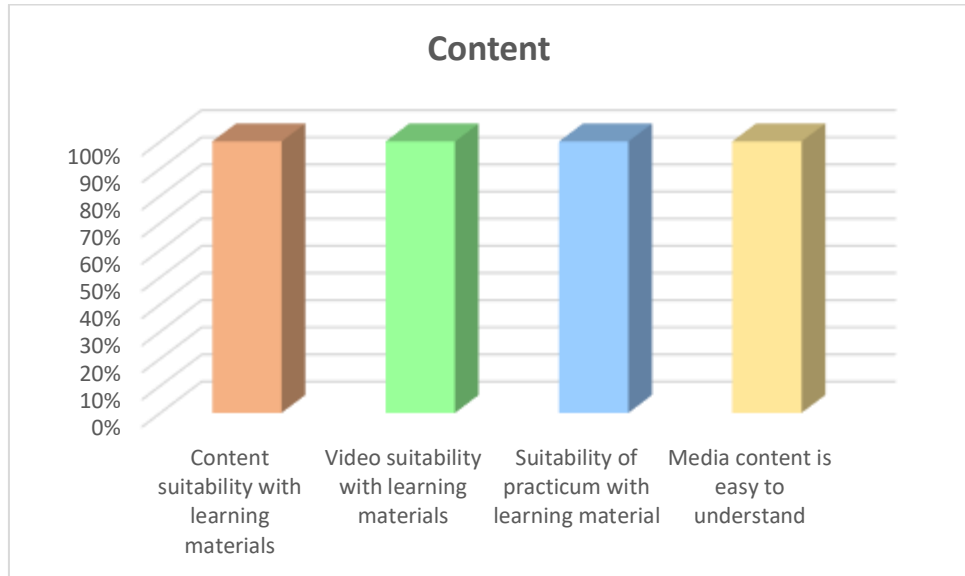 Content
100%
90%
80%
70%
60%
50%
40%
30%
20%
10%
0%
Content
suitability with
learning
materials
Video suitability
with learning
materials
Suitability of
practicum with
learning material
Media content is
easy to
understand